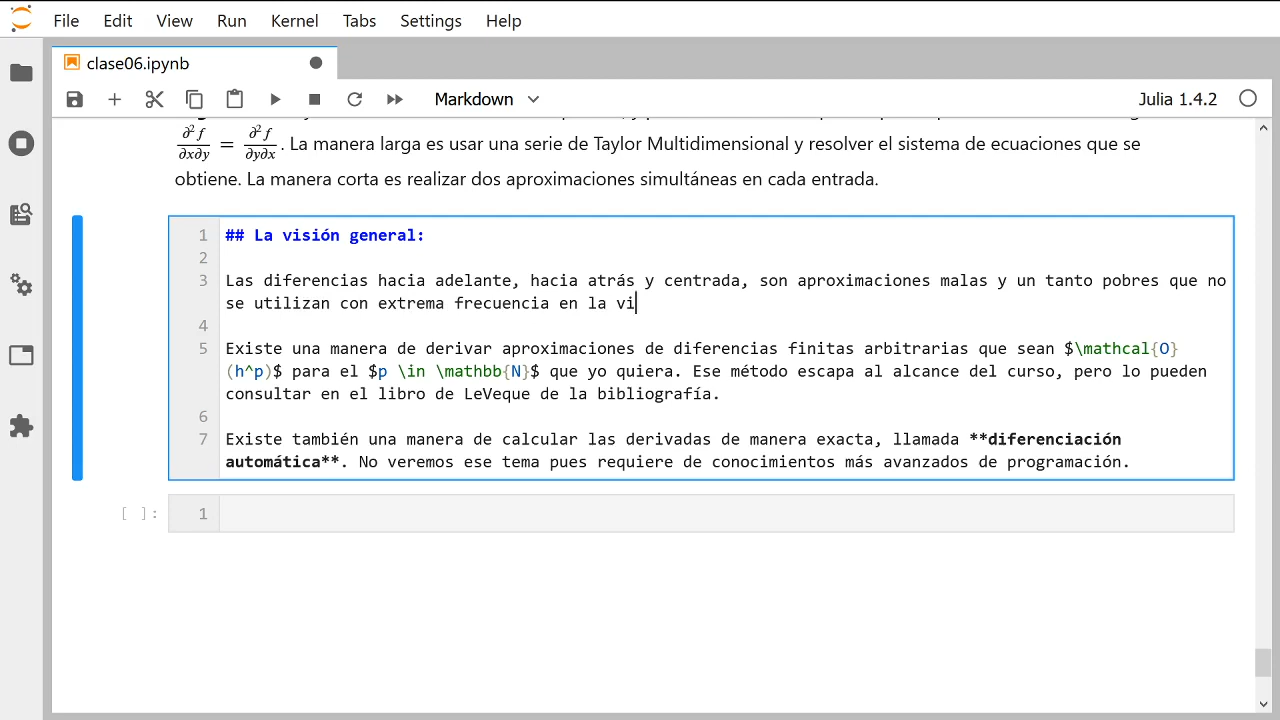 File Edit View Run Kernel Tabs Settings Help
clase06.ipynb
Markdown
Julia 1.4.2
∂²f/∂x∂y = ∂²f/∂y∂x. La manera larga es usar una serie de Taylor Multidimensional y resolver el sistema de ecuaciones que se
obtiene. La manera corta es realizar dos aproximaciones simultáneas en cada entrada.
1 ## La visión general:
2
3 Las diferencias hacia adelante, hacia atrás y centrada, son aproximaciones malas y un tanto pobres que no
se utilizan con extrema frecuencia en la vi
4
5 Existe una manera de derivar aproximaciones de diferencias finitas arbitrarias que sean $\mathcal{O}
(h^p)$ para el $p \in \mathbb{N}$ que yo quiera. Ese método escapa al alcance del curso, pero lo pueden
consultar en el libro de LeVeque de la bibliografía.
6
7 Existe también una manera de calcular las derivadas de manera exacta, llamada **diferenciación
automática**. No veremos ese tema pues requiere de conocimientos más avanzados de programación.
[ ]: 1